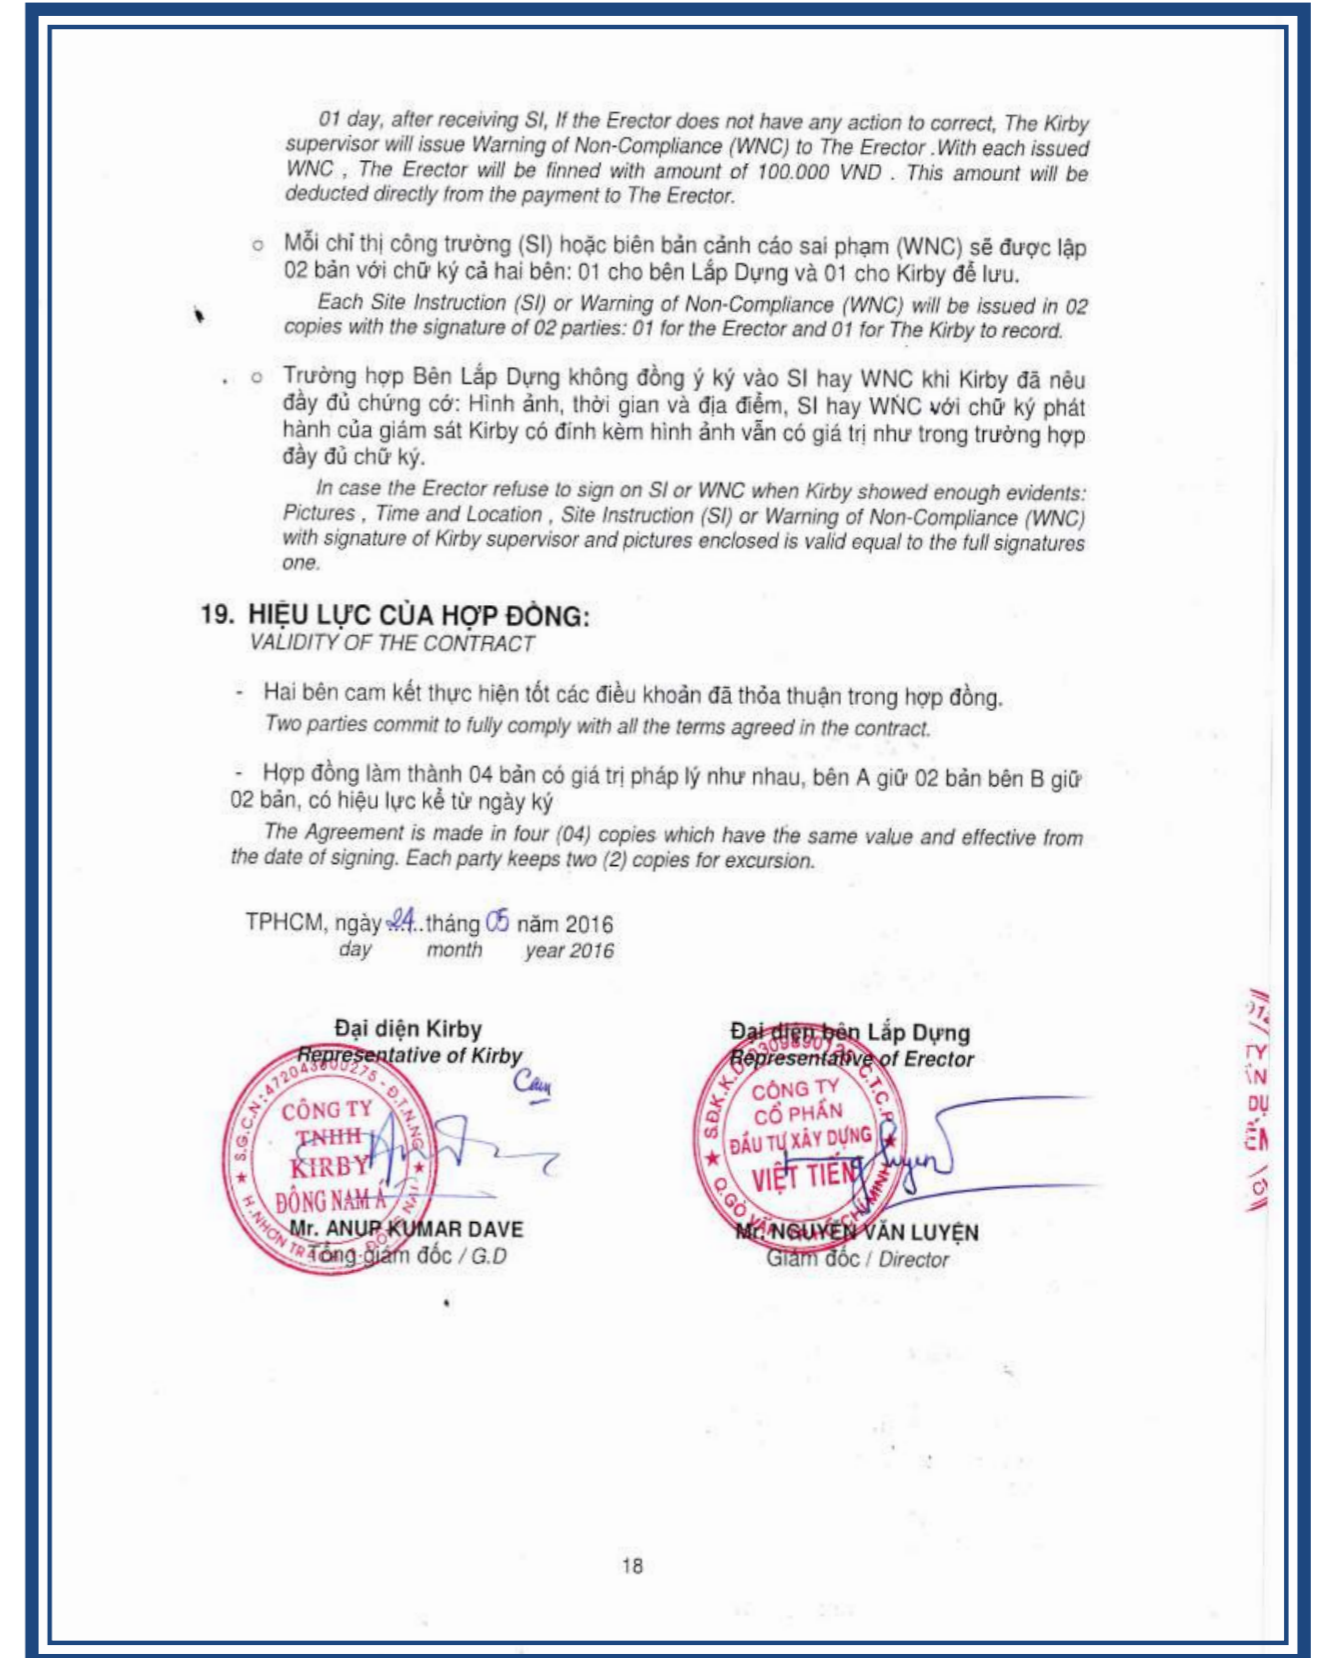 01 day, after receiving SI, If the Erector does not have any action to correct, The Kirby
supervisor will issue Warning of Non-Compliance (WNC) to The Erector .With each issued
WNC , The Erector will be finned with amount of 100.000 VND . This amount will be
deducted directly from the payment to The Erector.
o Mỗi chỉ thị công trường (SI) hoặc biên bản cảnh cáo sai phạm (WNC) sẽ được lập
02 bản với chữ ký cả hai bên: 01 cho bên Lắp Dựng và 01 cho Kirby để lưu.
Each Site Instruction (SI) or Warning of Non-Compliance (WNC) will be issued in 02
copies with the signature of 02 parties: 01 for the Erector and 01 for The Kirby to record.
o Trường hợp Bên Lắp Dựng không đồng ý ký vào SI hay WNC khi Kirby đã nêu
đầy đủ chứng cớ: Hình ảnh, thời gian và địa điểm, SI hay WNC với chữ ký phát
hành của giám sát Kirby có đính kèm hình ảnh vẫn có giá trị như trong trường hợp
đầy đủ chữ ký.
In case the Erector refuse to sign on SI or WNC when Kirby showed enough evidents:
Pictures , Time and Location , Site Instruction (SI) or Warning of Non-Compliance (WNC)
with signature of Kirby supervisor and pictures enclosed is valid equal to the full signatures
one.
19. HIỆU LỰC CỦA HỢP ĐỒNG:
VALIDITY OF THE CONTRACT
- Hai bên cam kết thực hiện tốt các điều khoản đã thỏa thuận trong hợp đồng.
Two parties commit to fully comply with all the terms agreed in the contract.
- Hợp đồng làm thành 04 bản có giá trị pháp lý như nhau, bên A giữ 02 bản bên B giữ
02 bản, có hiệu lực kể từ ngày ký
The Agreement is made in four (04) copies which have the same value and effective from
the date of signing. Each party keeps two (2) copies for excursion.
TPHCM, ngày 24 tháng 05 năm 2016
day month year 2016
Đại diện Kirby
Representative of Kirby
S.G.C.N: 472043000275 - Đ.T.N.NG
CÔNG TY
TNHH
KIRBY
ĐÔNG NAM Á
Mr. ANUP KUMAR DAVE
Tổng giám đốc / G.D
Đại diện bên Lắp Dựng
Representative of Erector
CÔNG TY
CỔ PHẦN
ĐẦU TƯ XÂY DỰNG
VIỆT TIẾN
Mr. NGUYỄN VĂN LUYỆN
Giám đốc / Director
18